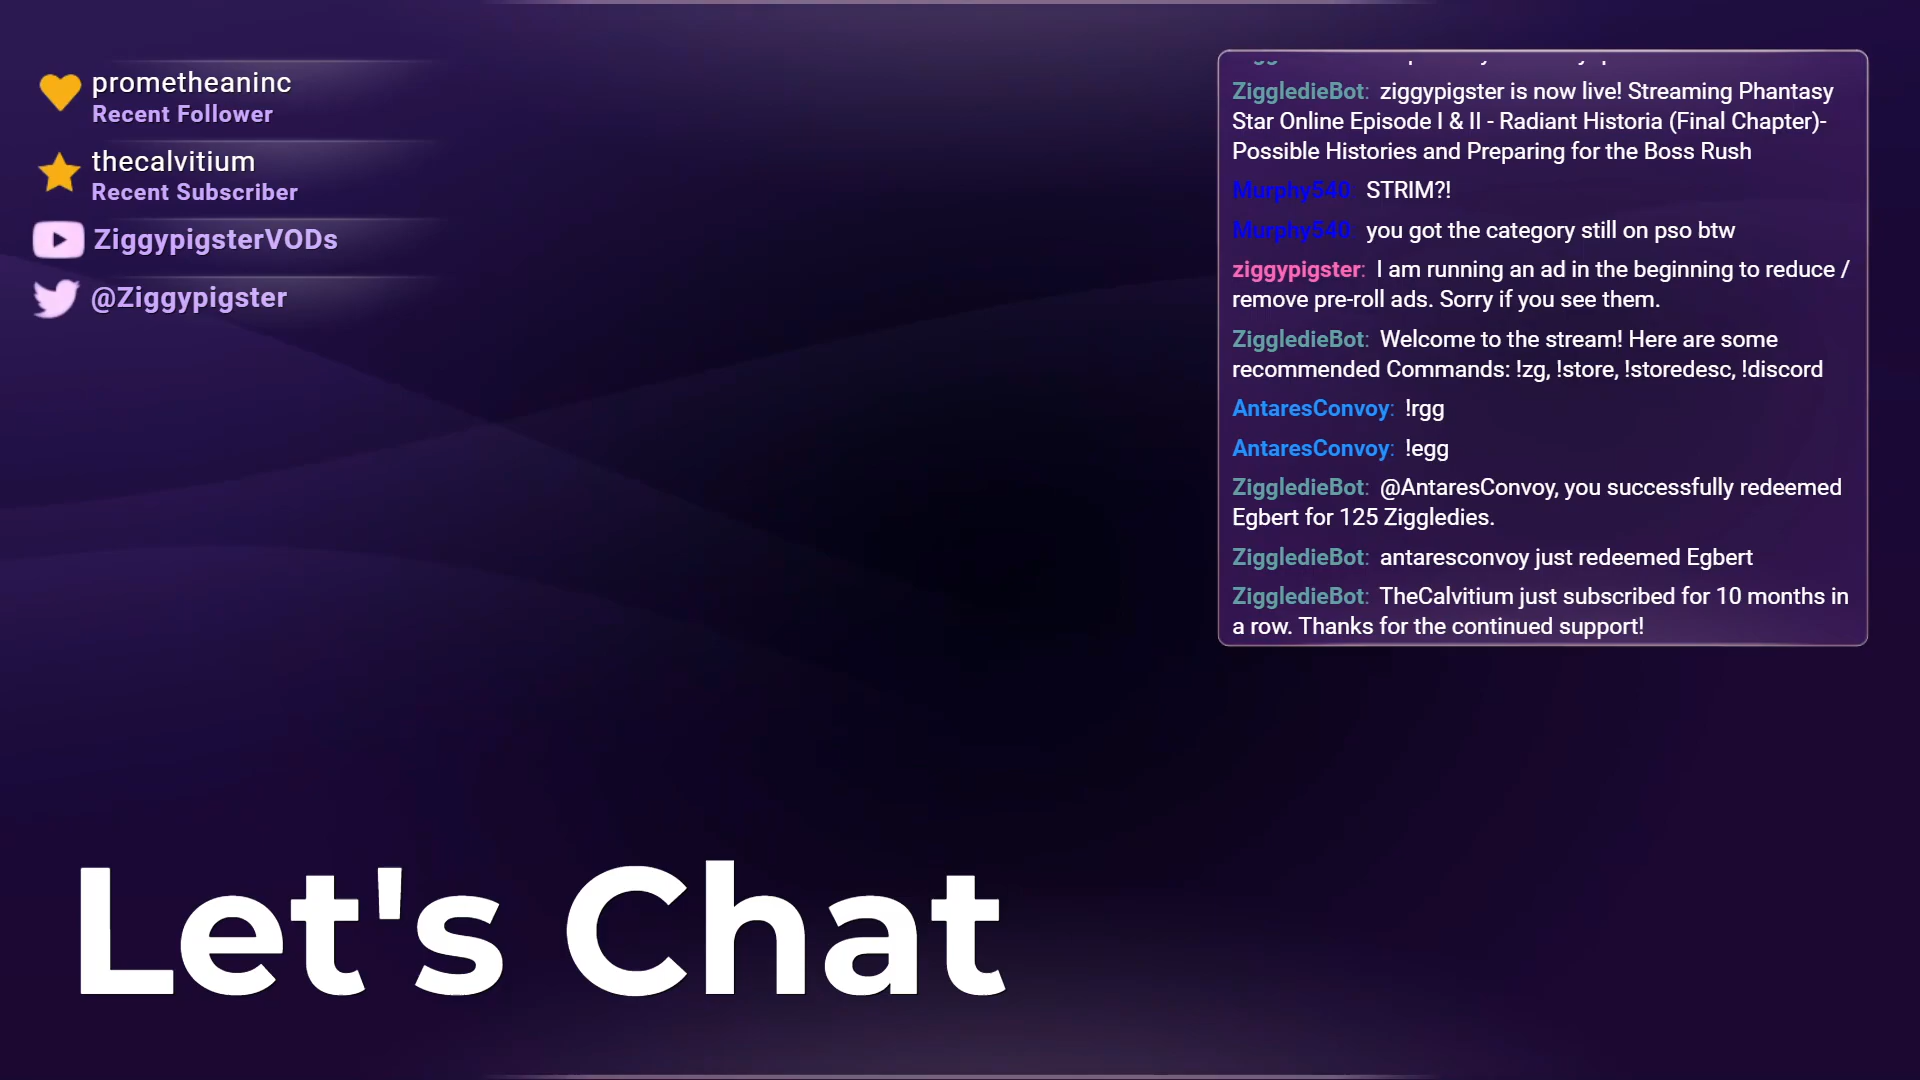 prometheaninc
Recent Follower
thecalvitium
Recent Subscriber
ZiggypigsterVODs
@Ziggypigster
ZiggledieBot: ziggypigster is now live! Streaming Phantasy
Star Online Episode I & II - Radiant Historia (Final Chapter)-
Possible Histories and Preparing for the Boss Rush
Murphy540: STRIM?!
Murphy540: you got the category still on pso btw
ziggypigster: I am running an ad in the beginning to reduce /
remove pre-roll ads. Sorry if you see them.
ZiggledieBot: Welcome to the stream! Here are some
recommended Commands: !zg, !store, !storedesc, !discord
AntaresConvoy: !rgg
AntaresConvoy: !egg
ZiggledieBot: @AntaresConvoy, you successfully redeemed
Egbert for 125 Ziggledies.
ZiggledieBot: antaresconvoy just redeemed Egbert
ZiggledieBot: TheCalvitium just subscribed for 10 months in
a row. Thanks for the continued support!
Let's Chat